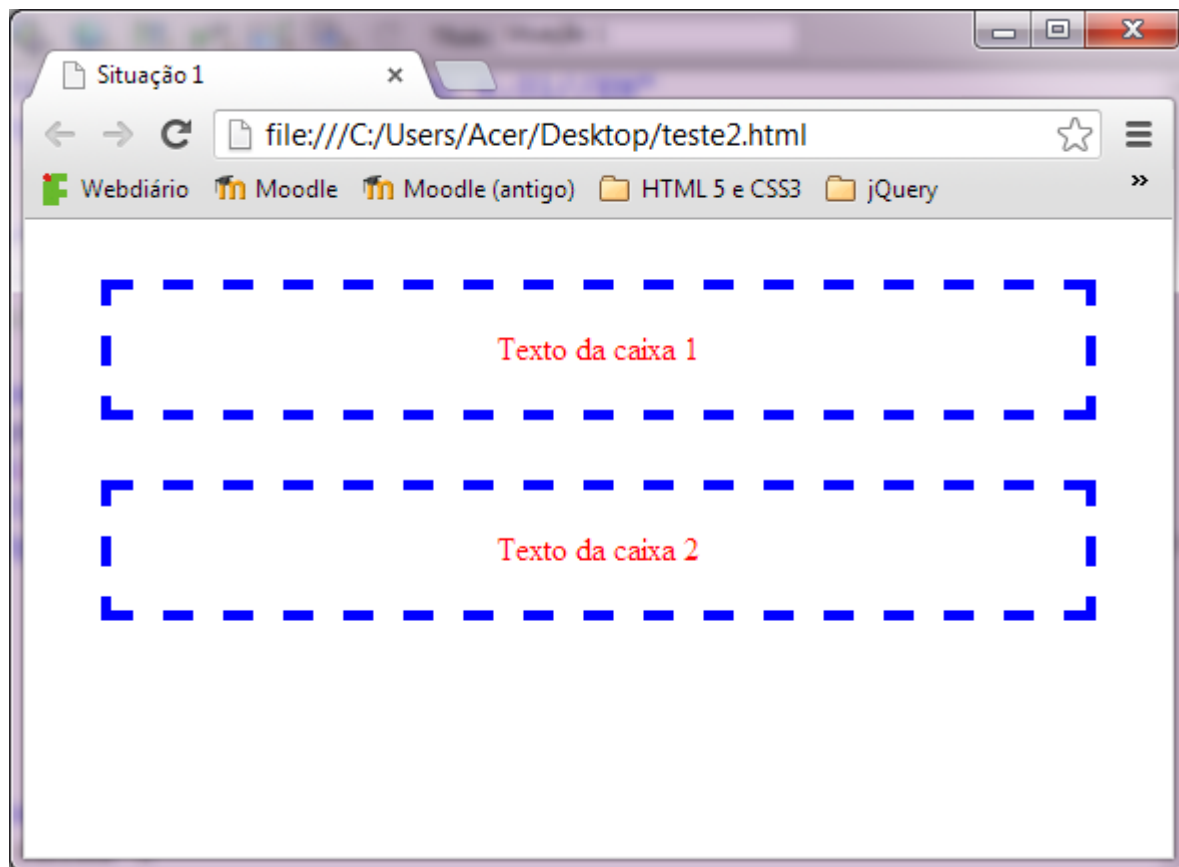 Situação 1
file:///C:/Users/Acer/Desktop/teste2.html
Webdiário Moodle Moodle (antigo) HTML 5 e CSS3 jQuery »
Texto da caixa 1
Texto da caixa 2